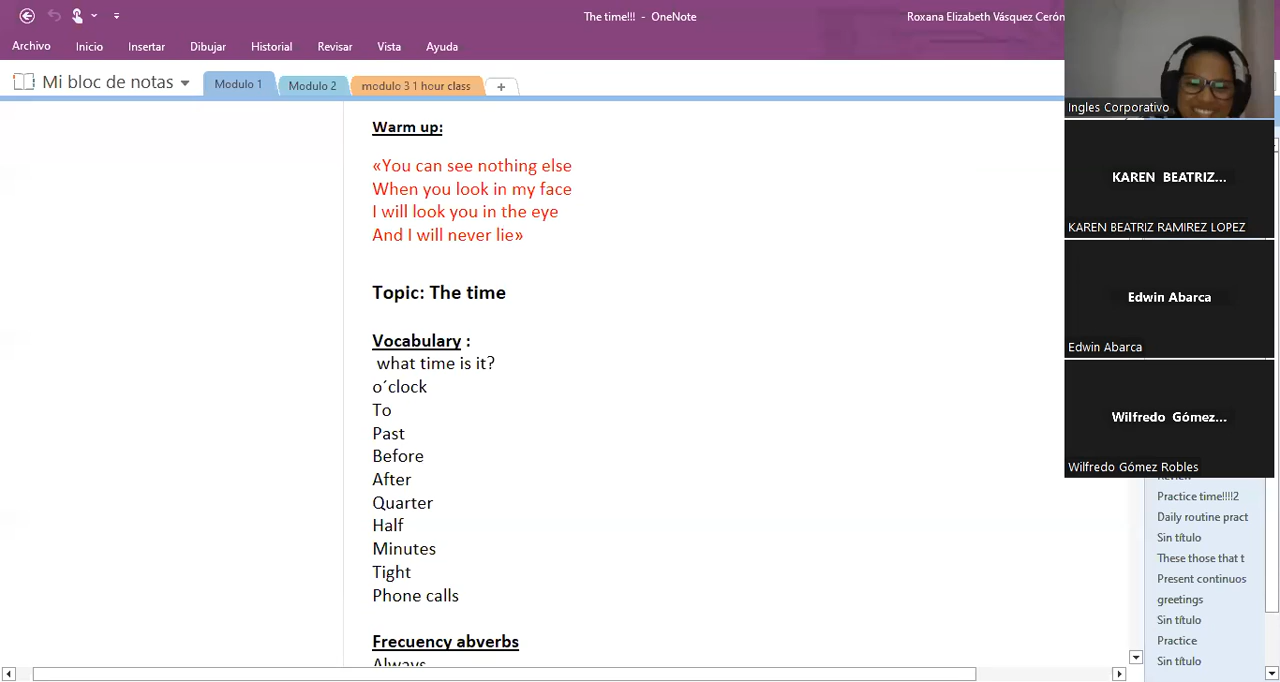 The time!!! - OneNote
Roxana Elizabeth Vásquez Cerón
Archivo Inicio Insertar Dibujar Historial Revisar Vista Ayuda
Mi bloc de notas Modulo 1 Modulo 2 modulo 3 1 hour class +
Warm up:
«You can see nothing else
When you look in my face
I will look you in the eye
And I will never lie»
Topic: The time
Vocabulary :
what time is it?
o´clock
To
Past
Before
After
Quarter
Half
Minutes
Tight
Phone calls
Frecuency abverbs
Always
Ingles Corporativo
KAREN BEATRIZ...
KAREN BEATRIZ RAMIREZ LOPEZ
Edwin Abarca
Edwin Abarca
Wilfredo Gómez...
Wilfredo Gómez Robles
Review
Practice time!!!!2
Daily routine pract
Sin título
These those that t
Present continuos
greetings
Sin título
Practice
Sin título